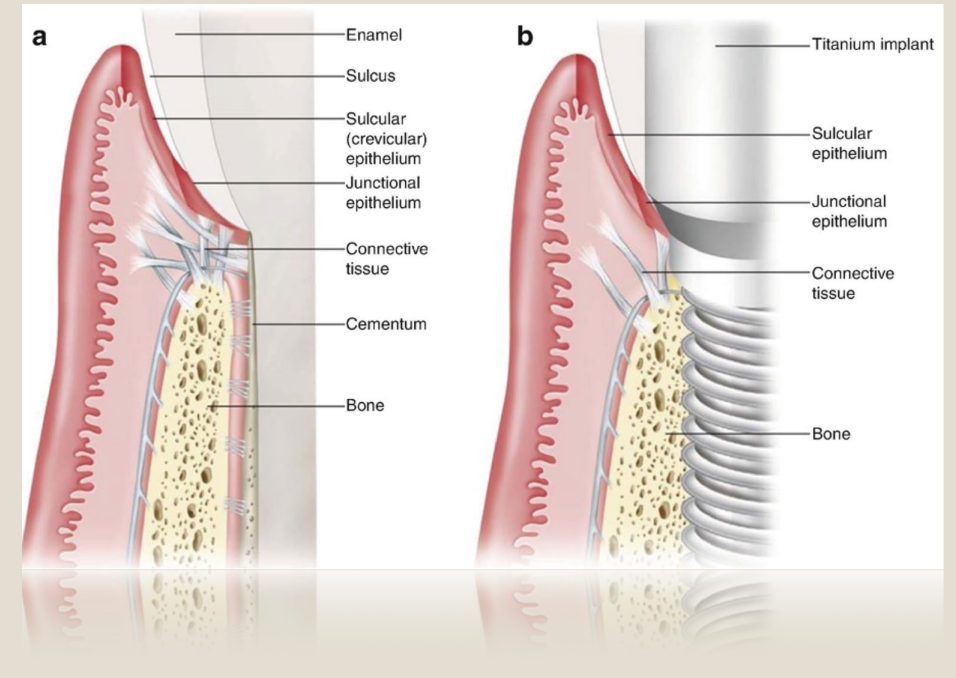 a
Enamel
Sulcus
Sulcular
(crevicular)
epithelium
Junctional
epithelium
Connective
tissue
Cementum
Bone
b
Titanium implant
Sulcular
epithelium
Junctional
epithelium
Connective
tissue
Bone